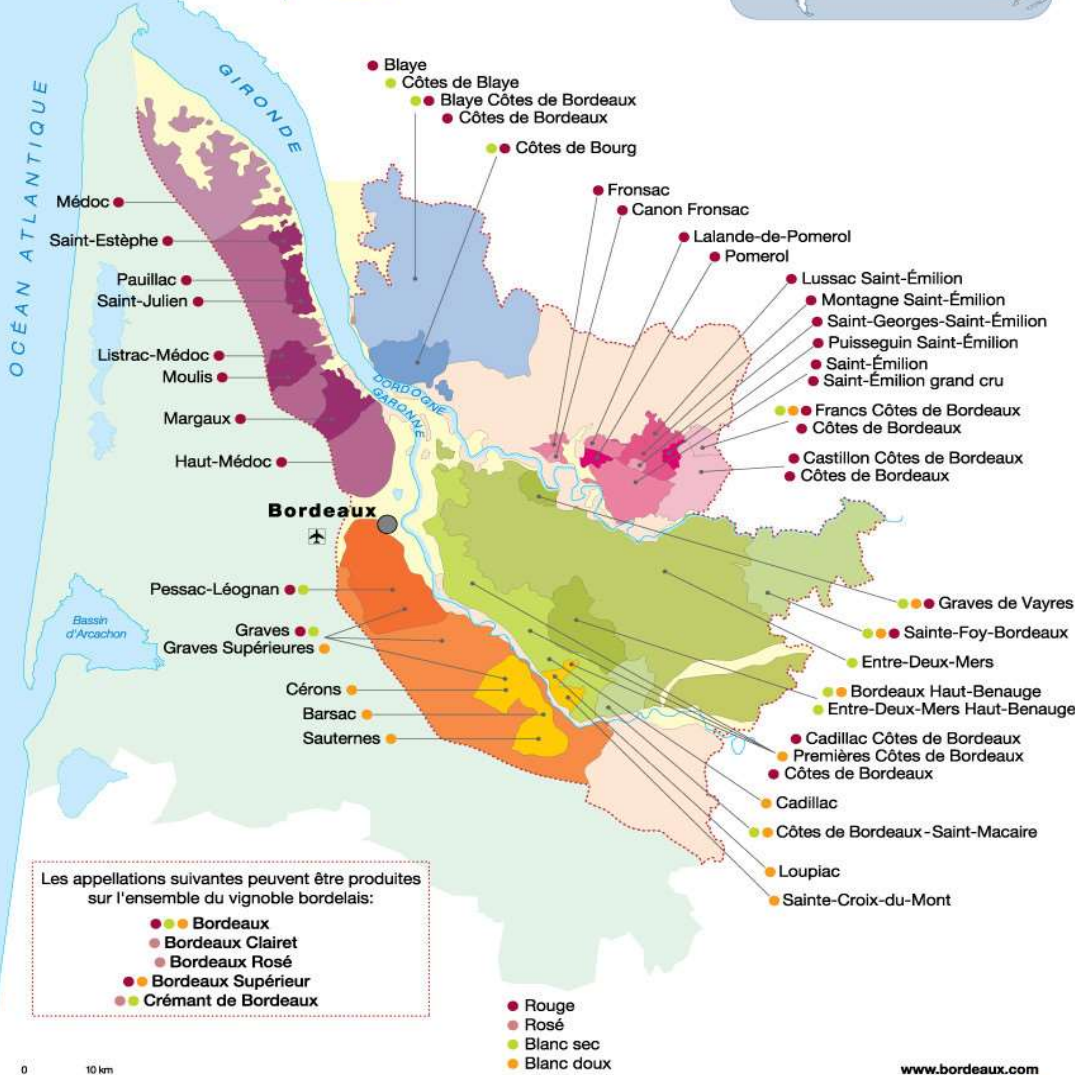 OCÉAN ATLANTIQUE
GIRONDE
Blaye
Côtes de Blaye
Blaye Côtes de Bordeaux
Côtes de Bordeaux
Côtes de Bourg
Fronsac
Canon Fronsac
Lalande-de-Pomerol
Pomerol
Lussac Saint-Émilion
Montagne Saint-Émilion
Saint-Georges-Saint-Émilion
Puisseguin Saint-Émilion
Saint-Émilion
Saint-Émilion grand cru
Francs Côtes de Bordeaux
Côtes de Bordeaux
Castillon Côtes de Bordeaux
Côtes de Bordeaux
Médoc
Saint-Estèphe
Pauillac
Saint-Julien
Listrac-Médoc
Moulis
Margaux
Haut-Médoc
DORDOGNE
GARONNE
Bordeaux
Pessac-Léognan
Graves
Graves Supérieures
Cérons
Barsac
Sauternes
Bassin
d'Arcachon
Graves de Vayres
Sainte-Foy-Bordeaux
Entre-Deux-Mers
Bordeaux Haut-Benauge
Entre-Deux-Mers Haut-Benauge
Cadillac Côtes de Bordeaux
Premières Côtes de Bordeaux
Côtes de Bordeaux
Cadillac
Côtes de Bordeaux-Saint-Macaire
Loupiac
Sainte-Croix-du-Mont
Les appellations suivantes peuvent être produites
sur l'ensemble du vignoble bordelais:
Bordeaux
Bordeaux Clairet
Bordeaux Rosé
Bordeaux Supérieur
Crémant de Bordeaux
Rouge
Rosé
Blanc sec
Blanc doux
0 10 km
www.bordeaux.com